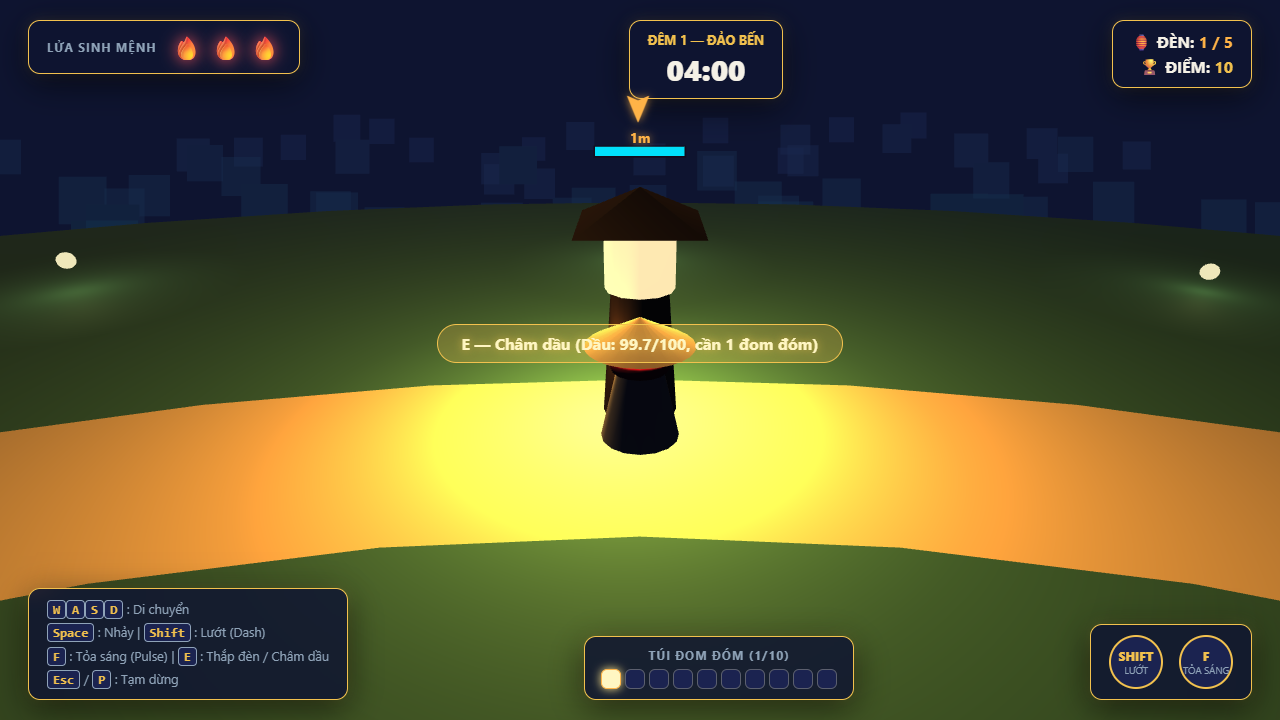 LỬA SINH MỆNH
ĐÊM 1 — ĐẢO BẾN
04:00
ĐÈN: 1 / 5
ĐIỂM: 10
1m
E — Châm dầu (Dầu: 99.7/100, cần 1 đom đóm)
W A S D : Di chuyển
Space : Nhảy | Shift : Lướt (Dash)
F : Tỏa sáng (Pulse) | E : Thắp đèn / Châm dầu
Esc / P : Tạm dừng
TÚI ĐOM ĐÓM (1/10)
SHIFT
LƯỚT
F
TỎA SÁNG